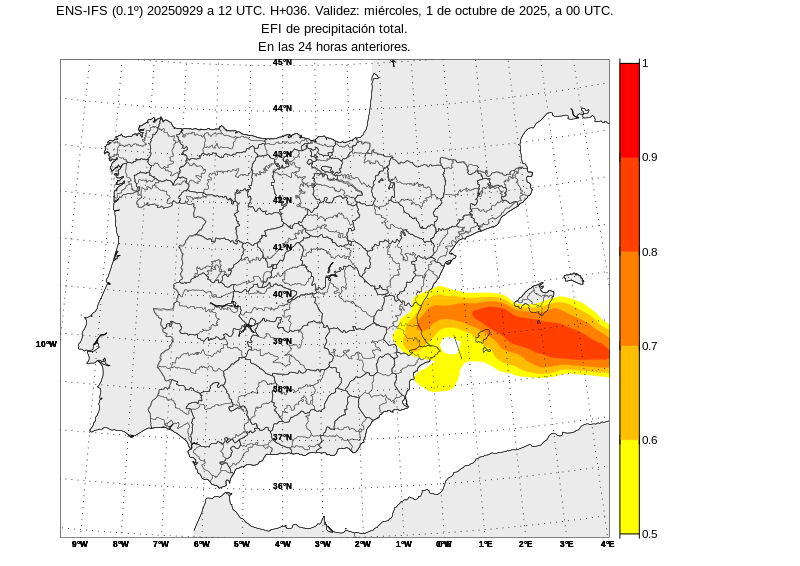 ENS-IFS (0.1º) 20250929 a 12 UTC. H+036. Validez: miércoles, 1 de octubre de 2025, a 00 UTC.
EFI de precipitación total.
En las 24 horas anteriores.
45°N
1
44°N
43°N
0.9
42°N
41°N
0.8
40°N
10°W
39°N
0.7
38°N
37°N
0.6
36°N
0.5
9°W 8°W 7°W 6°W 5°W 4°W 3°W 2°W 1°W 1°E 2°E 3°E 4°E